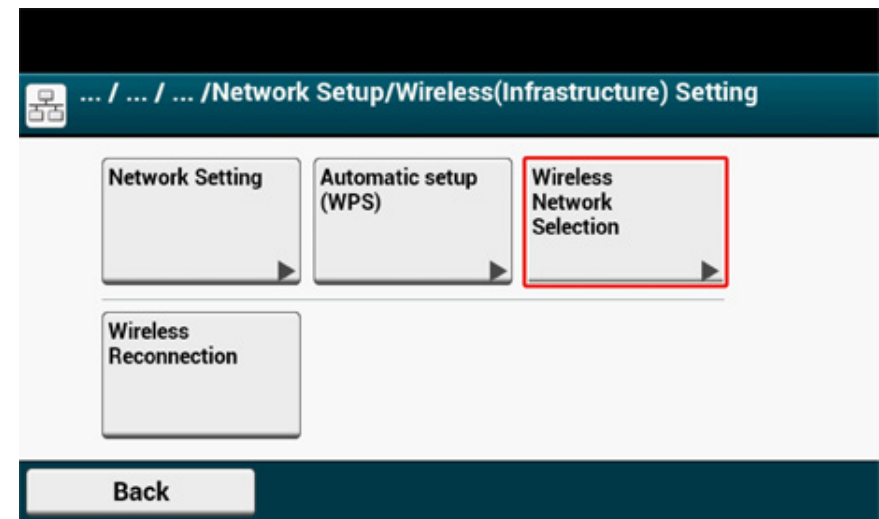 ... / ... / ... /Network Setup/Wireless(Infrastructure) Setting
Network Setting
Automatic setup
(WPS)
Wireless
Network
Selection
Wireless
Reconnection
Back